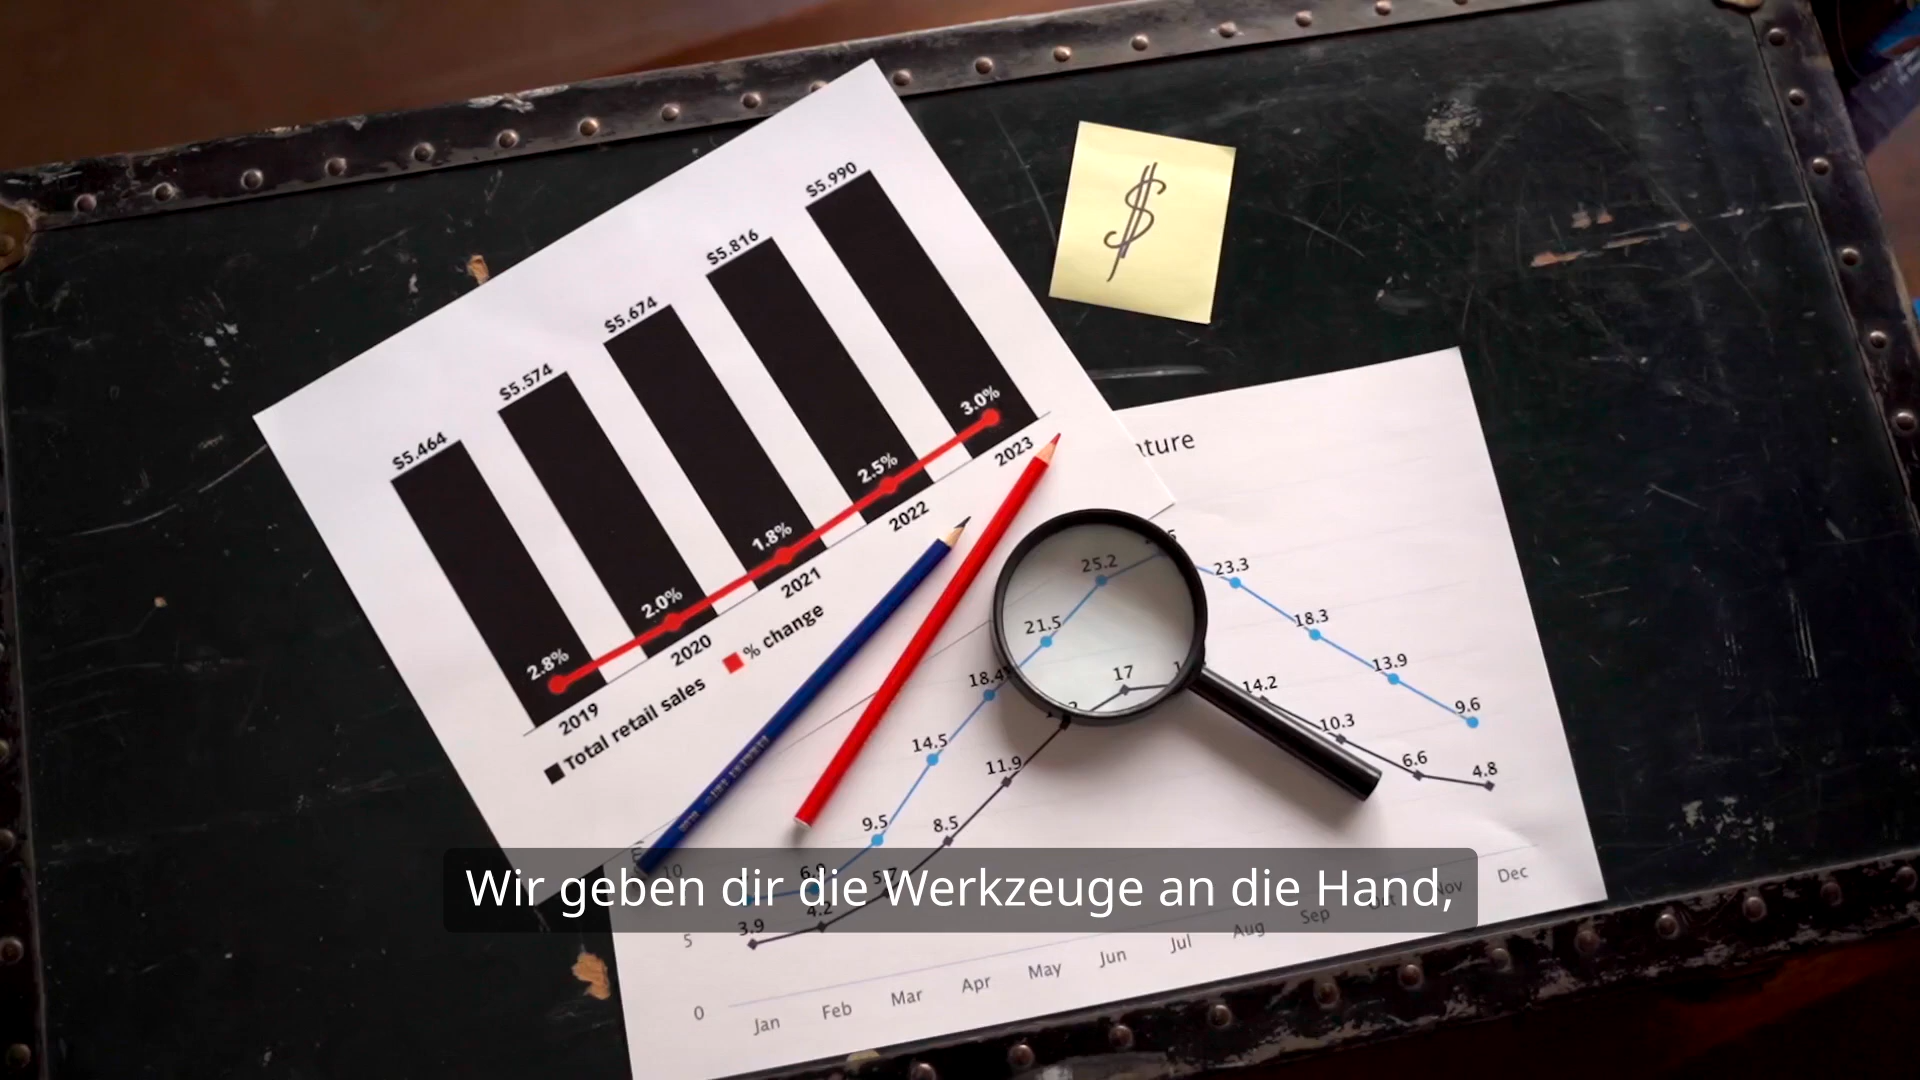 $5.464
$5.574
$5.674
$5.816
$5.990
2.8%
2.0%
1.8%
2.5%
3.0%
2019
2020
2021
2022
2023
Total retail sales
% change
$
25.2
23.3
21.5
18.3
18.4
17
14.2
13.9
14.5
10.3
9.6
11.9
6.6
4.8
9.5
8.5
10
3.9
4.2
5
0
Jan
Feb
Mar
Apr
May
Jun
Jul
Aug
Sep
Oct
Nov
Dec
Wir geben dir die Werkzeuge an die Hand,